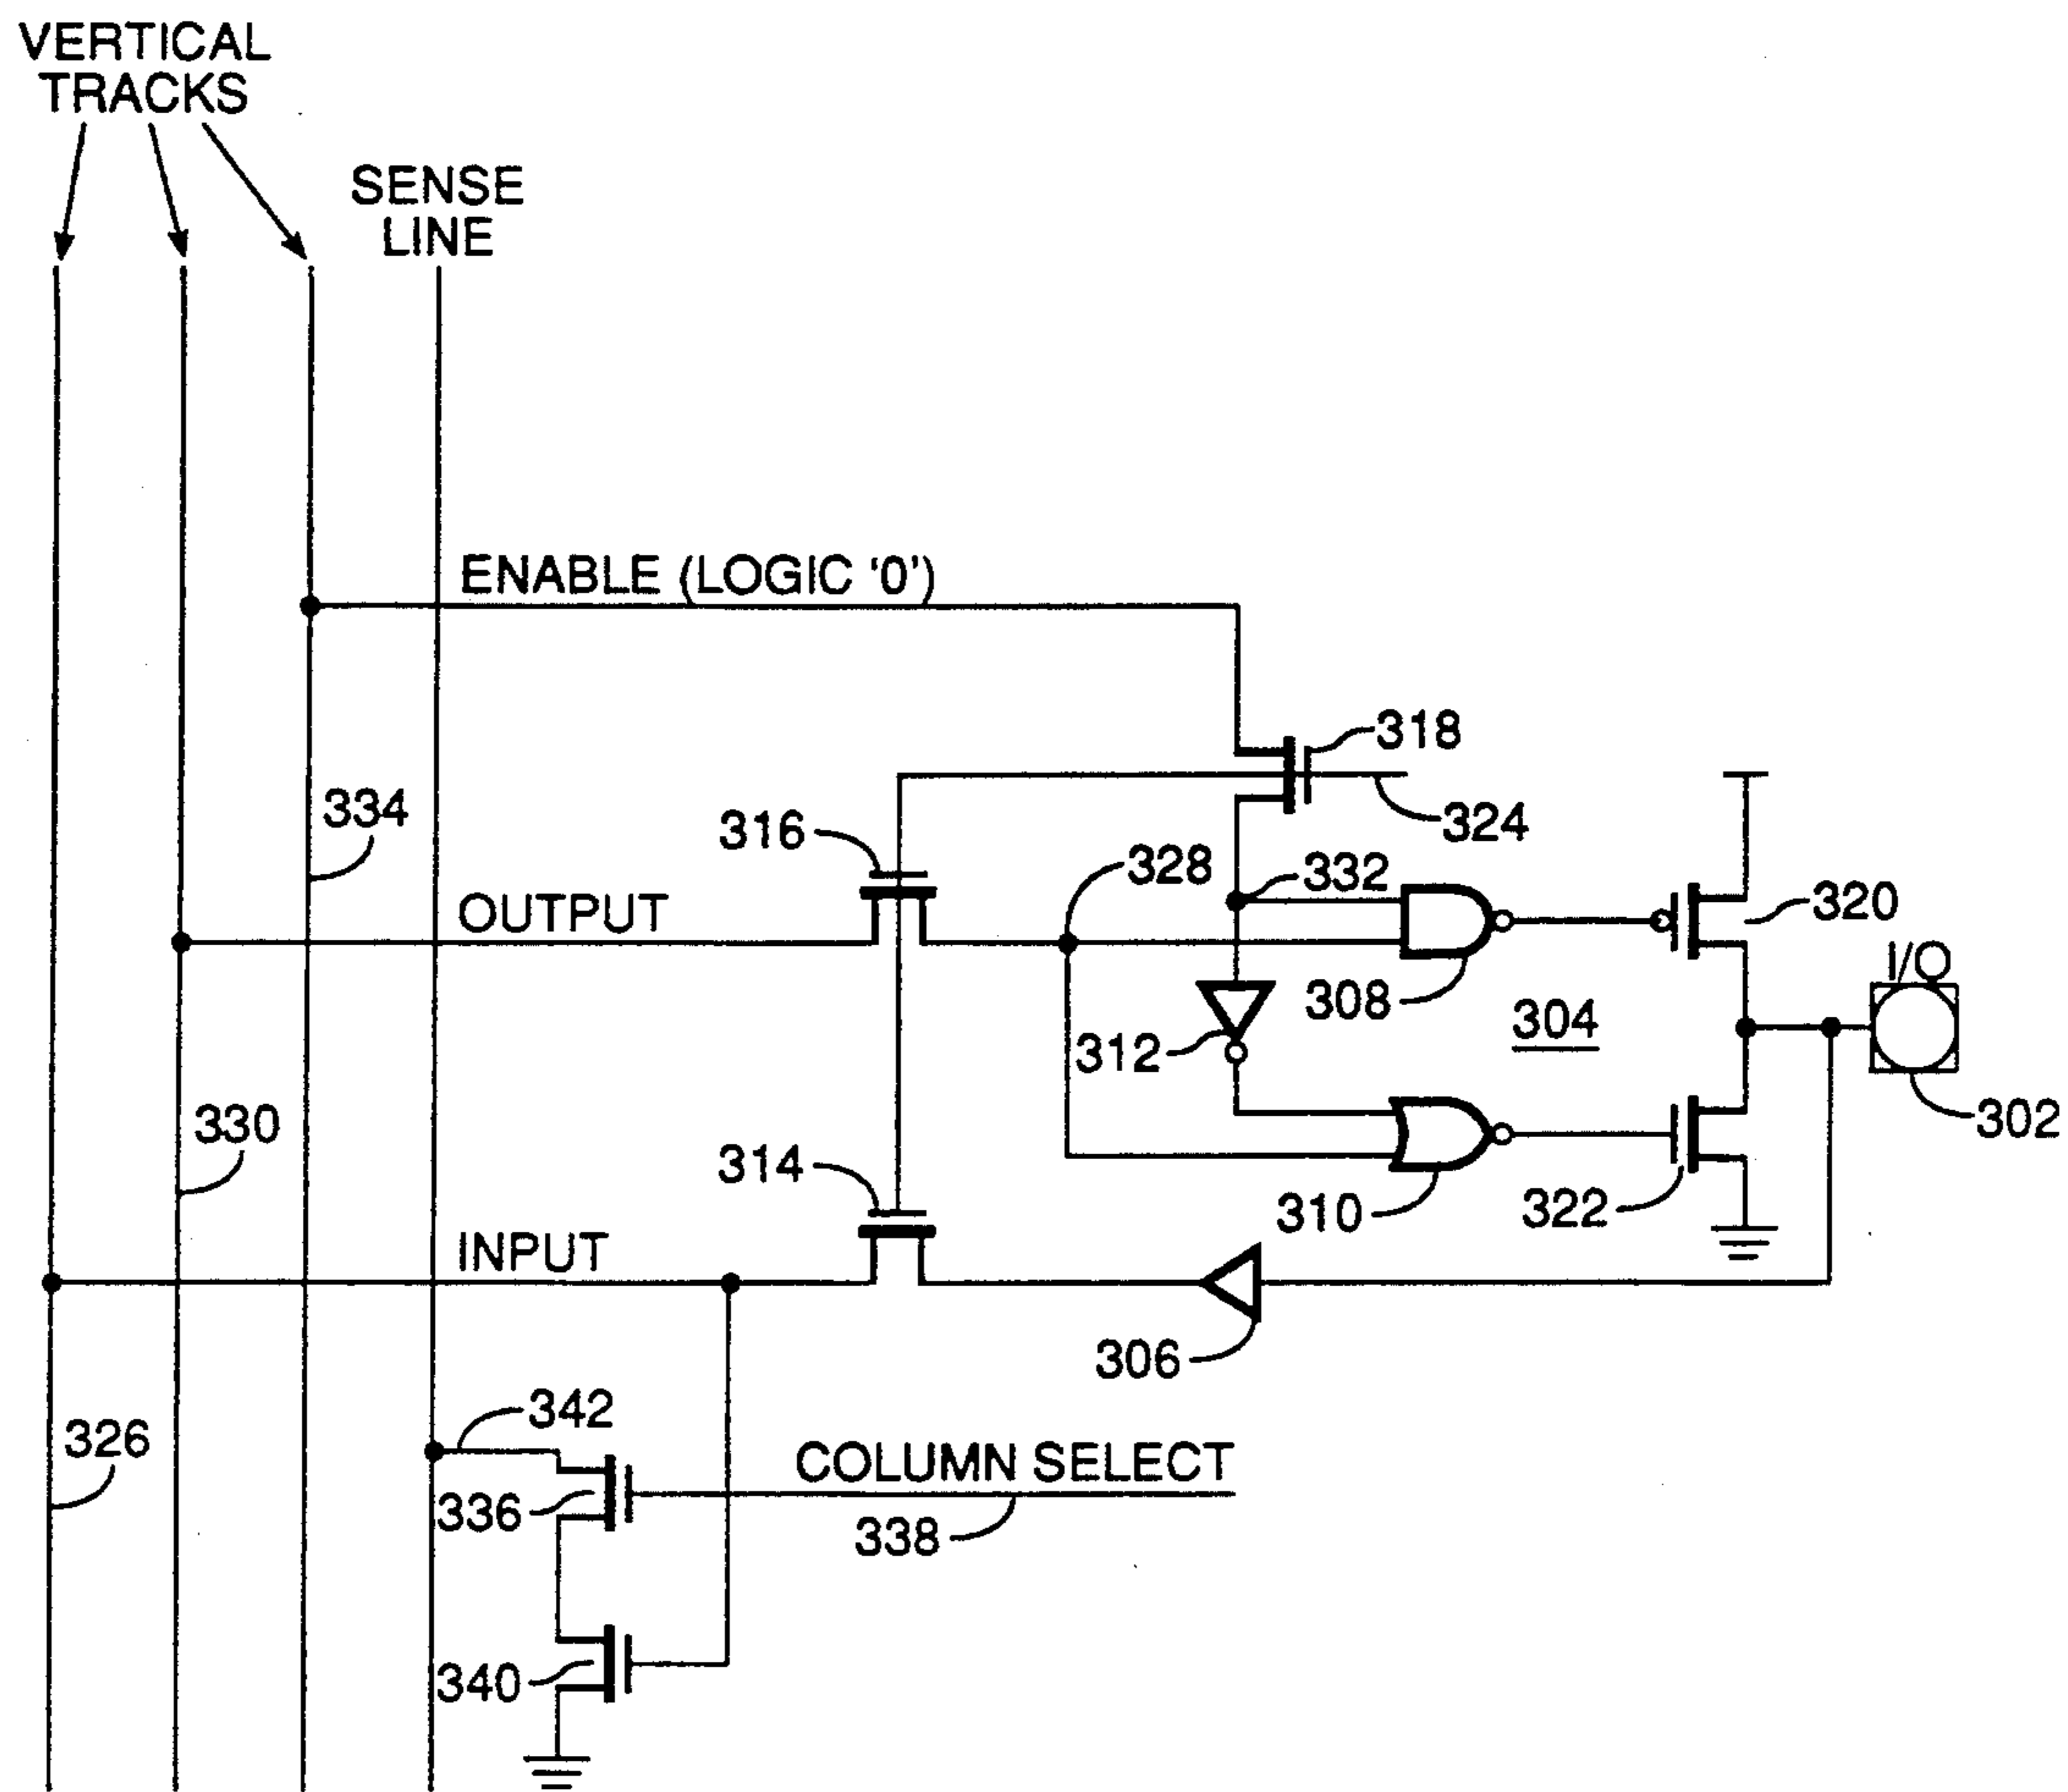 VERTICAL
TRACKS
SENSE
LINE
ENABLE (LOGIC '0')
318
334
316
324
328
332
OUTPUT
320
I/O
308
304
312
330
302
314
310
322
INPUT
306
342
326
COLUMN SELECT
336
338
340